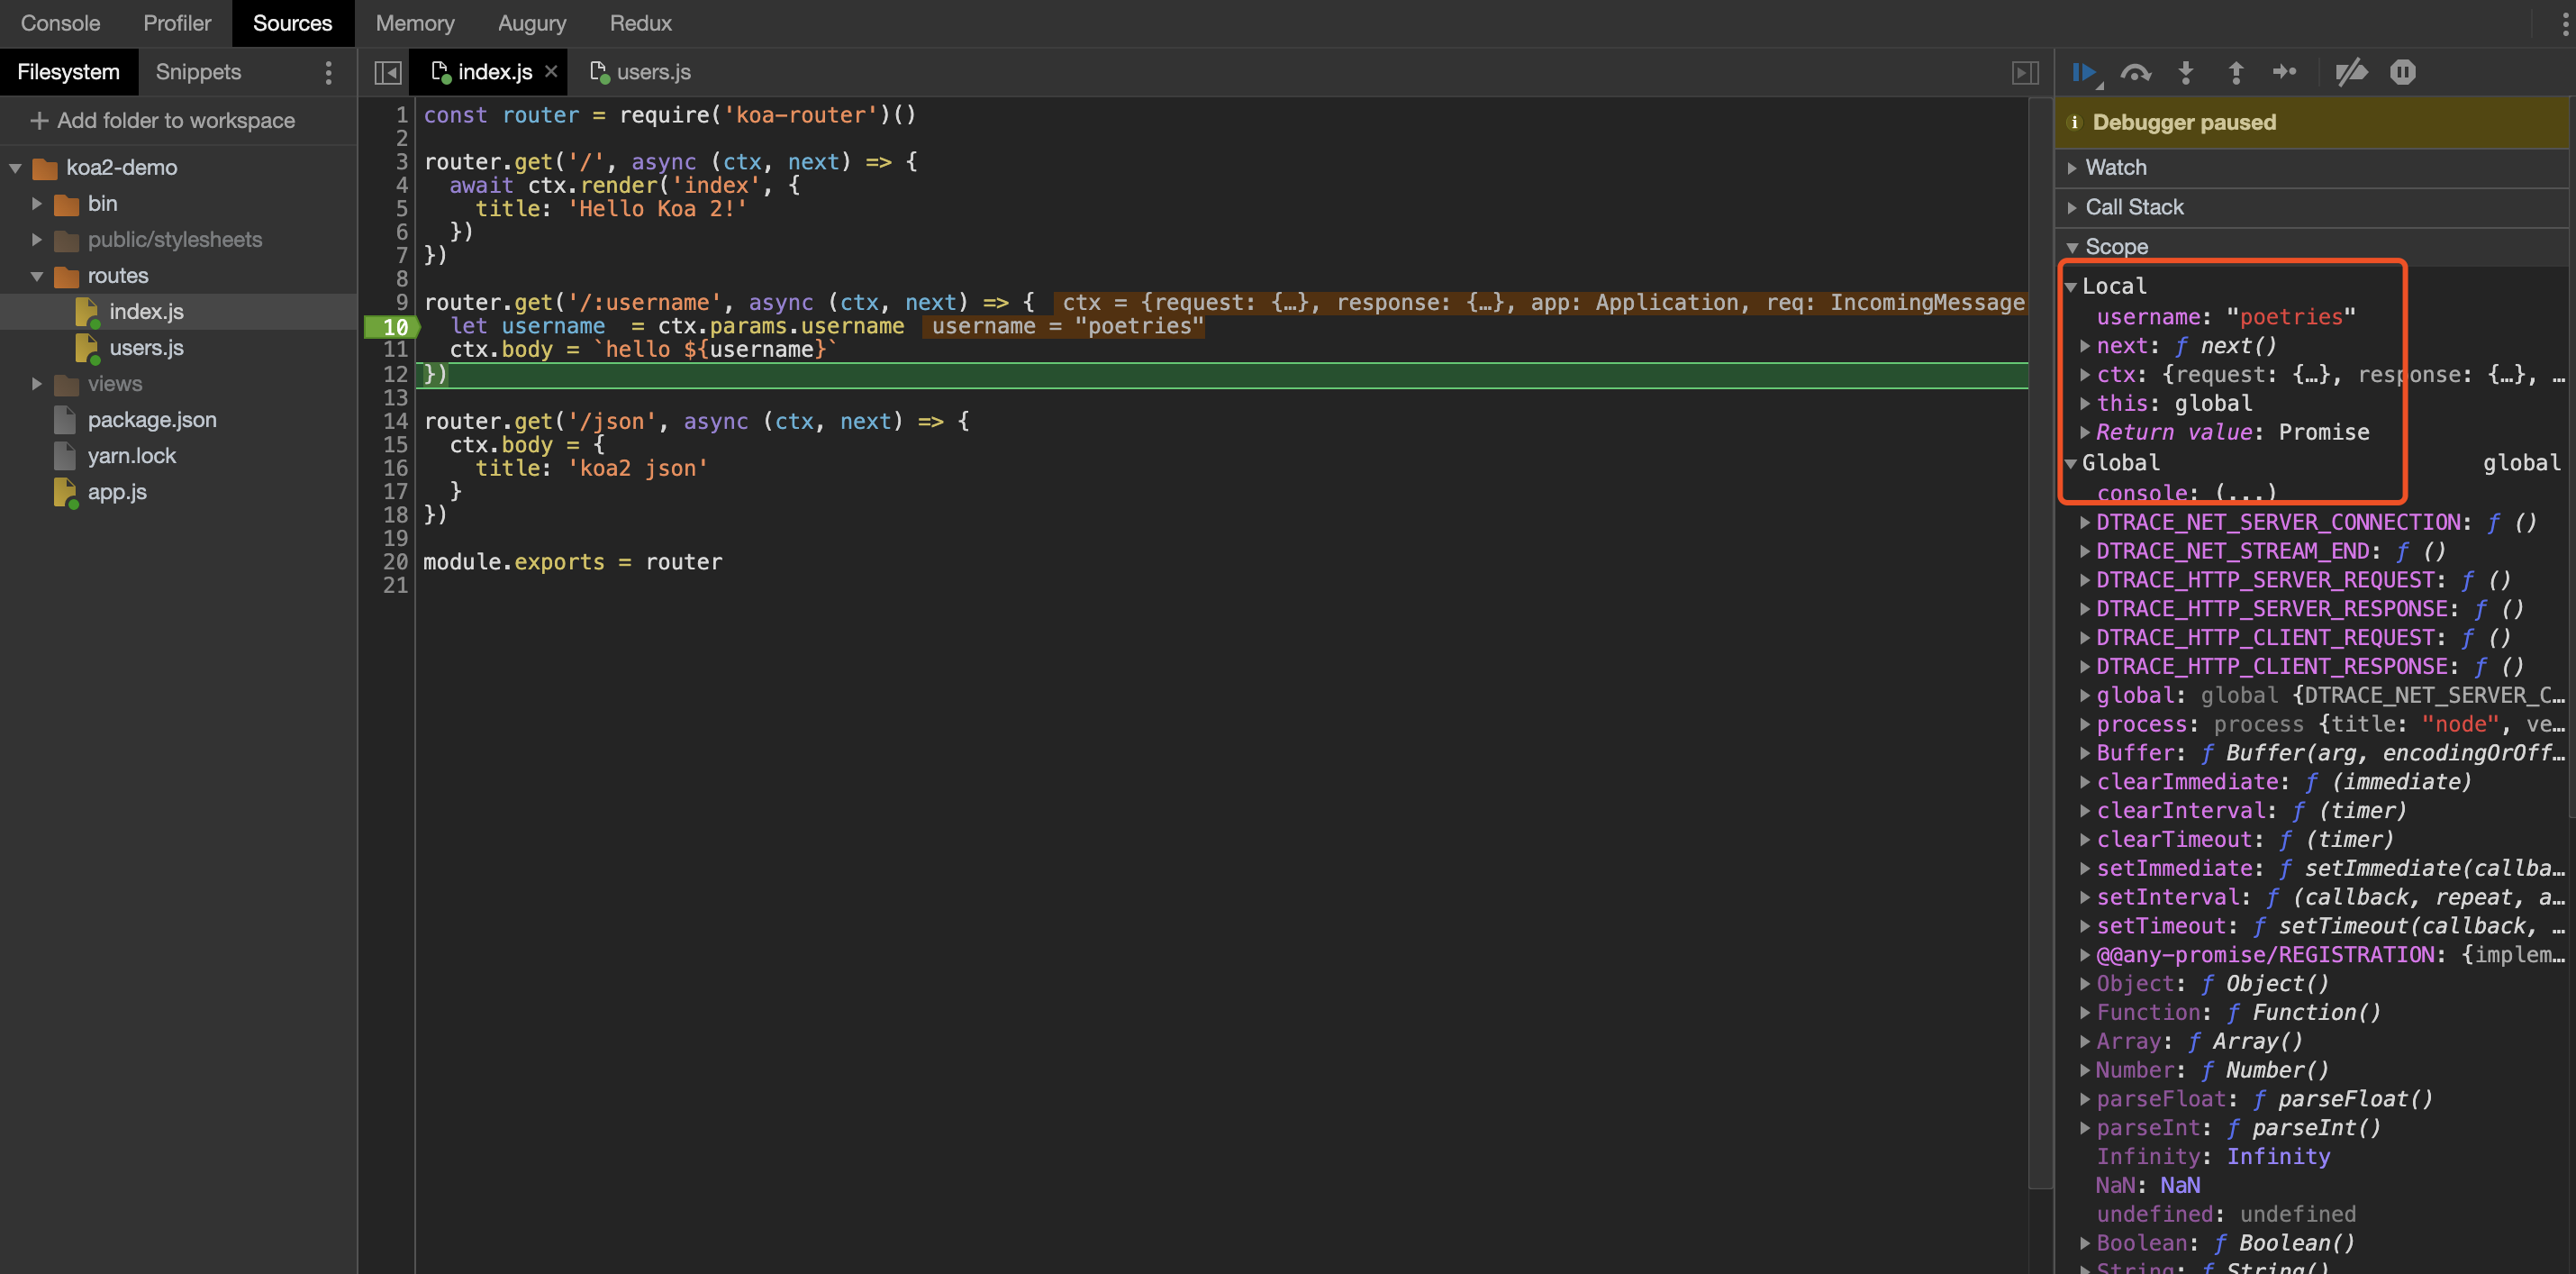 Console Profiler Sources Memory Augury Redux
Filesystem Snippets
Add folder to workspace
koa2-demo
bin
public/stylesheets
routes
index.js
users.js
views
package.json
yarn.lock
app.js
index.js users.js
1 const router = require('koa-router')()
2
3 router.get('/', async (ctx, next) => {
4 await ctx.render('index', {
5 title: 'Hello Koa 2!'
6 })
7 })
8
9 router.get('/:username', async (ctx, next) => { ctx = {request: {…}, response: {…}, app: Application, req: IncomingMessage
10 let username = ctx.params.username username = "poetries"
11 ctx.body = `hello ${username}`
12 })
13
14 router.get('/json', async (ctx, next) => {
15 ctx.body = {
16 title: 'koa2 json'
17 }
18 })
19
20 module.exports = router
21
Debugger paused
Watch
Call Stack
Scope
Local
username: "poetries"
next: ƒ next()
ctx: {request: {…}, response: {…}, …
this: global
Return value: Promise
Global global
console: (...)
DTRACE_NET_SERVER_CONNECTION: ƒ ()
DTRACE_NET_STREAM_END: ƒ ()
DTRACE_HTTP_SERVER_REQUEST: ƒ ()
DTRACE_HTTP_SERVER_RESPONSE: ƒ ()
DTRACE_HTTP_CLIENT_REQUEST: ƒ ()
DTRACE_HTTP_CLIENT_RESPONSE: ƒ ()
global: global {DTRACE_NET_SERVER_C…
process: process {title: "node", ve…
Buffer: ƒ Buffer(arg, encodingOrOff…
clearImmediate: ƒ (immediate)
clearInterval: ƒ (timer)
clearTimeout: ƒ (timer)
setImmediate: ƒ setImmediate(callba…
setInterval: ƒ (callback, repeat, a…
setTimeout: ƒ setTimeout(callback, …
@@any-promise/REGISTRATION: {implem…
Object: ƒ Object()
Function: ƒ Function()
Array: ƒ Array()
Number: ƒ Number()
parseFloat: ƒ parseFloat()
parseInt: ƒ parseInt()
Infinity: Infinity
NaN: NaN
undefined: undefined
Boolean: ƒ Boolean()
String: ƒ String()